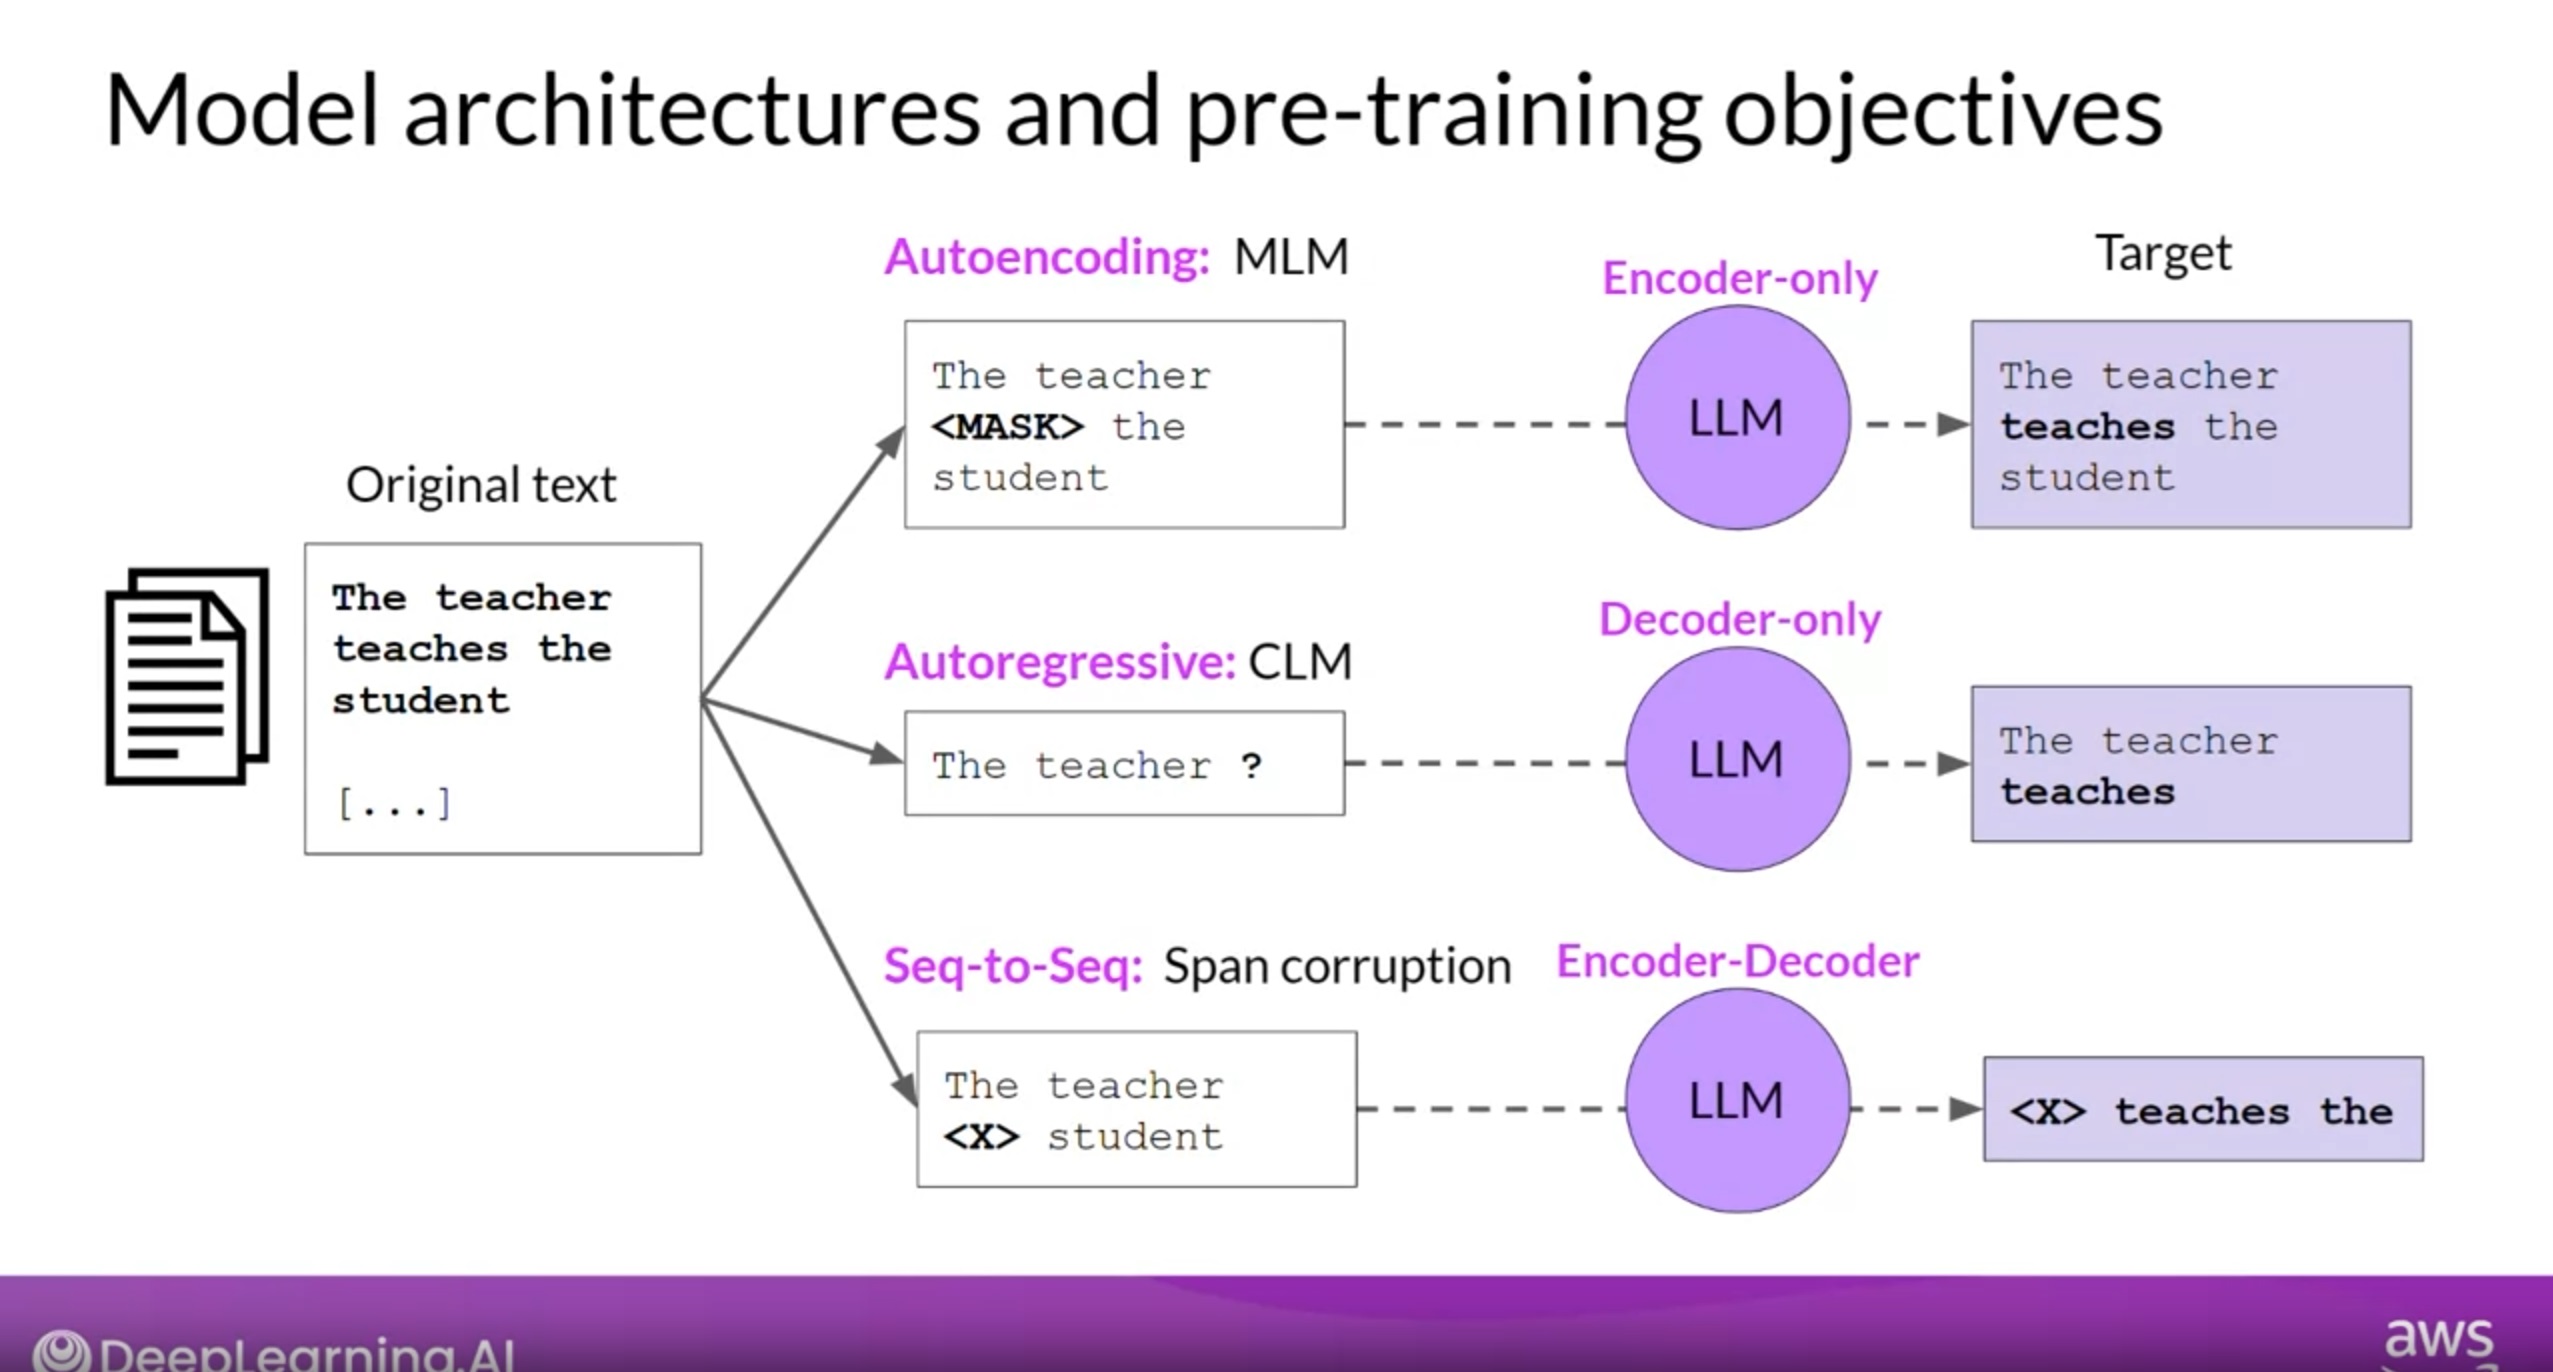 Model architectures and pre-training objectives
Original text
The teacher
teaches the
student
[...]
Autoencoding: MLM
The teacher
<MASK> the
student
Encoder-only
LLM
Target
The teacher
teaches the
student
Autoregressive: CLM
The teacher ?
Decoder-only
LLM
The teacher
teaches
Seq-to-Seq: Span corruption
The teacher
<X> student
Encoder-Decoder
LLM
<X> teaches the
DeepLearning.AI
aws